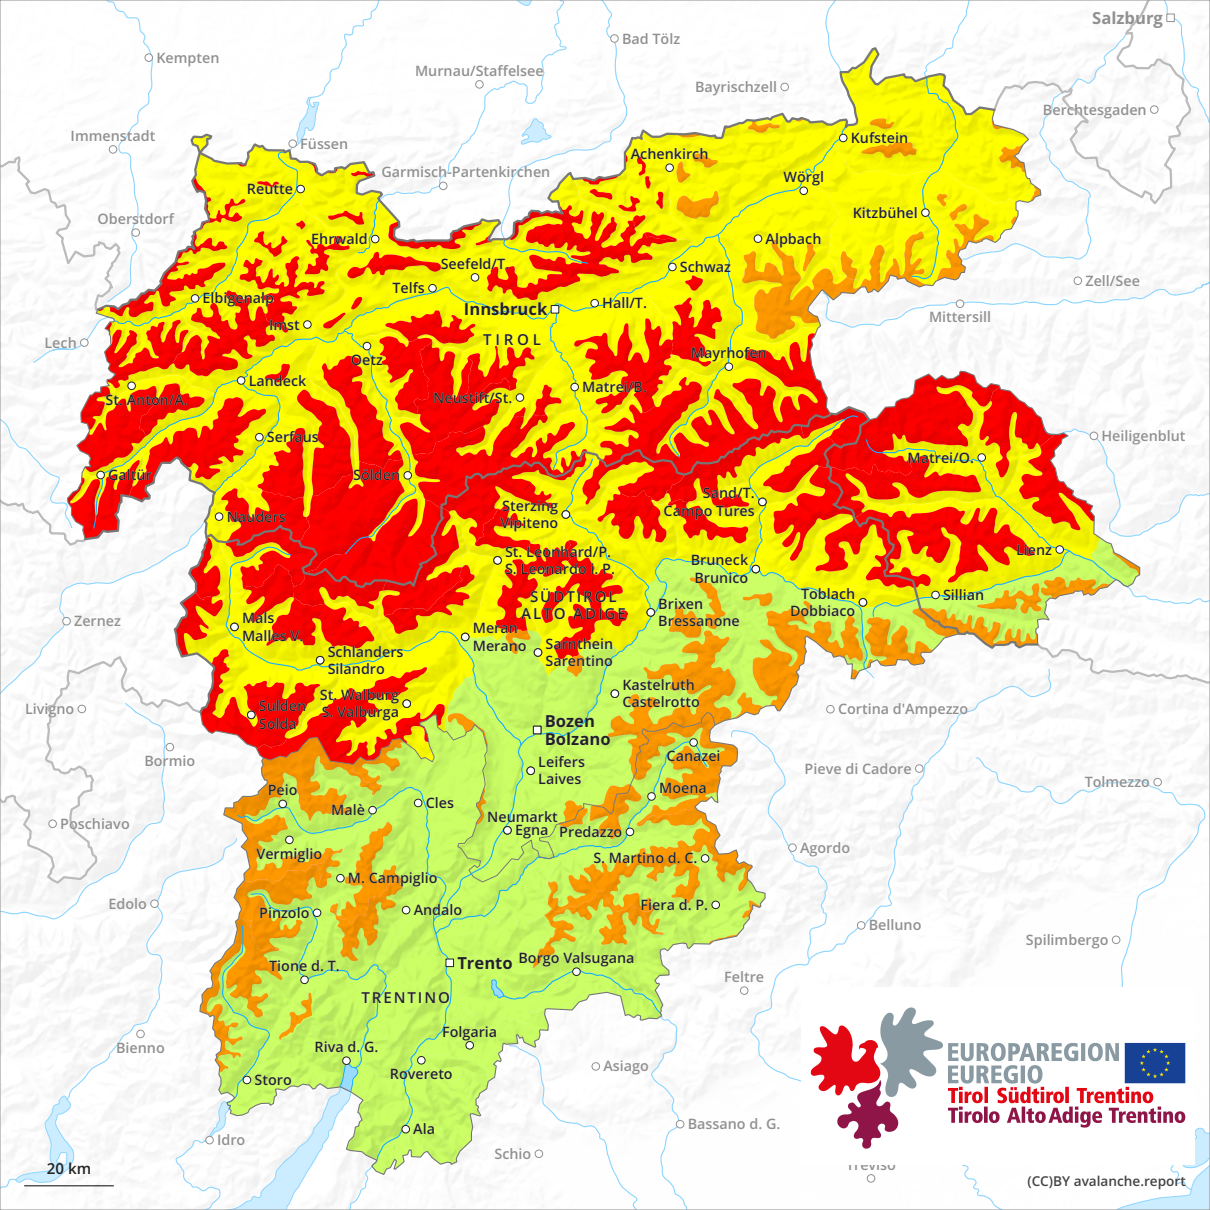 Salzburg
Bad Tölz
Kempten
Murnau/Staffelsee
Bayrischzell
Berchtesgaden
Immenstadt
Füssen
Kufstein
Achenkirch
Garmisch-Partenkirchen
Wörgl
Reutte
Oberstdorf
Kitzbühel
Ehrwald
Alpbach
Seefeld/T.
Schwaz
Zell/See
Telfs
Elbigenalp
Innsbruck
Hall/T.
Mittersill
Imst
Lech
TIROL
Oetz
Mayrhofen
Landeck
Matrei/B.
St. Anton/A.
Neustift/St.
Serfaus
Heiligenblut
Matrei/O.
Galtür
Sölden
Sand/T.
Campo Tures
Sterzing
Vipiteno
Nauders
St. Leonhard/P.
S. Leonardo i. P.
Lienz
Bruneck
Brunico
SÜDTIROL
ALTO ADIGE
Toblach
Dobbiaco
Sillian
Brixen
Bressanone
Zernez
Mals
Malles V.
Meran
Merano
Sarnthein
Sarentino
Schlanders
Silandro
Kastelruth
Castelrotto
St. Walburg
S. Valburga
Livigno
Sulden
Solda
Cortina d'Ampezzo
Bozen
Bolzano
Bormio
Canazei
Leifers
Laives
Pieve di Cadore
Tolmezzo
Peio
Moena
Malè
Cles
Neumarkt
Egna
Predazzo
Poschiavo
Vermiglio
S. Martino d. C.
Agordo
M. Campiglio
Edolo
Pinzolo
Andalo
Fiera d. P.
Belluno
Spilimbergo
Trento
Borgo Valsugana
Tione d. T.
Feltre
TRENTINO
Folgaria
Bienno
Riva d. G.
Rovereto
Asiago
Storo
EUROPAREGION
EUREGIO
Tirol Südtirol Trentino
Tirolo Alto Adige Trentino
Ala
Bassano d. G.
Idro
Schio
Treviso
20 km
(CC)BY avalanche.report